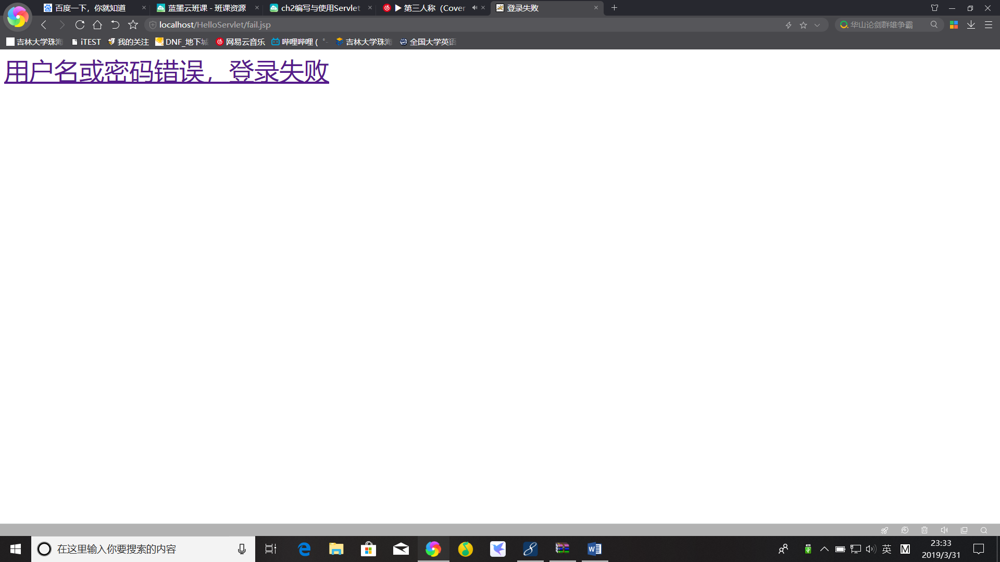 百度一下，你就知道
蓝墨云班课 - 班课资源
ch2编写与使用Servlet
▶ 第三人称（Cover
登录失败
localhost/HelloServlet/fail.jsp
华山论剑群雄争霸
吉林大学珠海
iTEST
我的关注
DNF_地下城
网易云音乐
哔哩哔哩 ( ゜-
吉林大学珠海
全国大学英语
用户名或密码错误，登录失败
在这里输入你要搜索的内容
英
M
23:33
2019/3/31